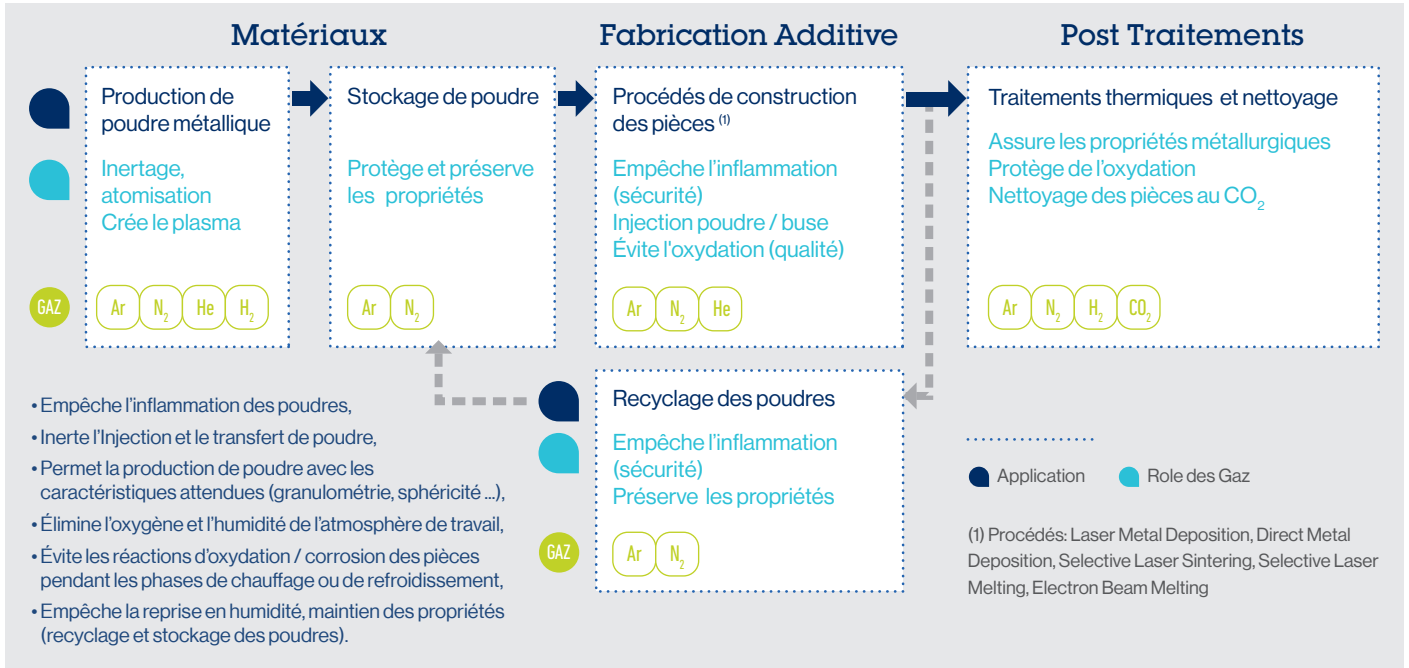 Matériaux
Fabrication Additive
Post Traitements
Production de
poudre métallique
Inertage,
atomisation
Crée le plasma
GAZ
Ar N₂ He H₂
Stockage de poudre
Protège et préserve
les propriétés
Ar N₂
Procédés de construction
des pièces (1)
Empêche l'inflammation
(sécurité)
Injection poudre / buse
Évite l'oxydation (qualité)
Ar N₂ He
Traitements thermiques et nettoyage
Assure les propriétés métallurgiques
Protège de l'oxydation
Nettoyage des pièces au CO₂
Ar N₂ H₂ CO₂
• Empêche l'inflammation des poudres,
• Inerte l'Injection et le transfert de poudre,
• Permet la production de poudre avec les
caractéristiques attendues (granulométrie, sphéricité ...),
• Élimine l'oxygène et l'humidité de l'atmosphère de travail,
• Évite les réactions d'oxydation / corrosion des pièces
pendant les phases de chauffage ou de refroidissement,
• Empêche la reprise en humidité, maintien des propriétés
(recyclage et stockage des poudres).
Recyclage des poudres
Empêche l'inflammation
(sécurité)
Préserve les propriétés
GAZ
Ar N₂
Application
Role des Gaz
(1) Procédés: Laser Metal Deposition, Direct Metal
Deposition, Selective Laser Sintering, Selective Laser
Melting, Electron Beam Melting